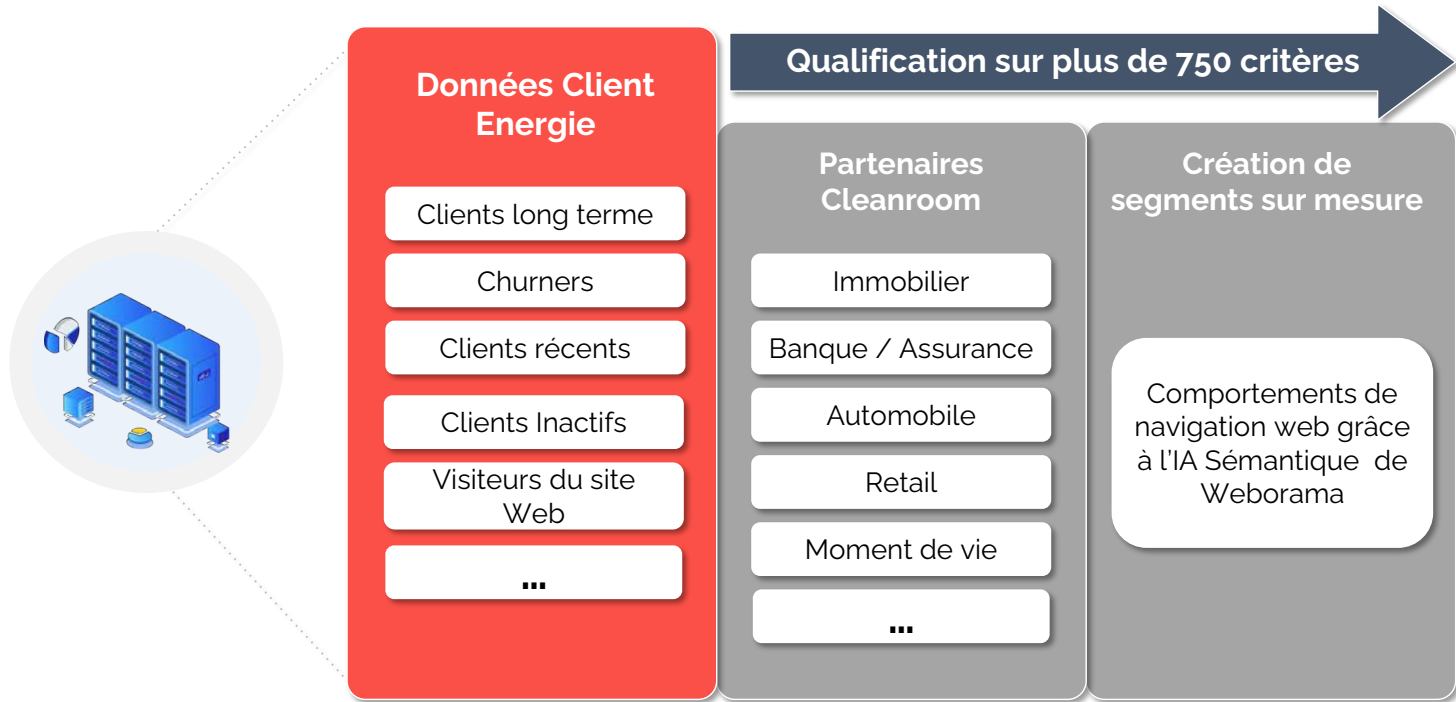 Données Client
Energie
Clients long terme
Churners
Clients récents
Clients Inactifs
Visiteurs du site
Web
...
Qualification sur plus de 750 critères
Partenaires
Cleanroom
Immobilier
Banque / Assurance
Automobile
Retail
Moment de vie
...
Création de
segments sur mesure
Comportements de
navigation web grâce
à l'IA Sémantique  de
Weborama